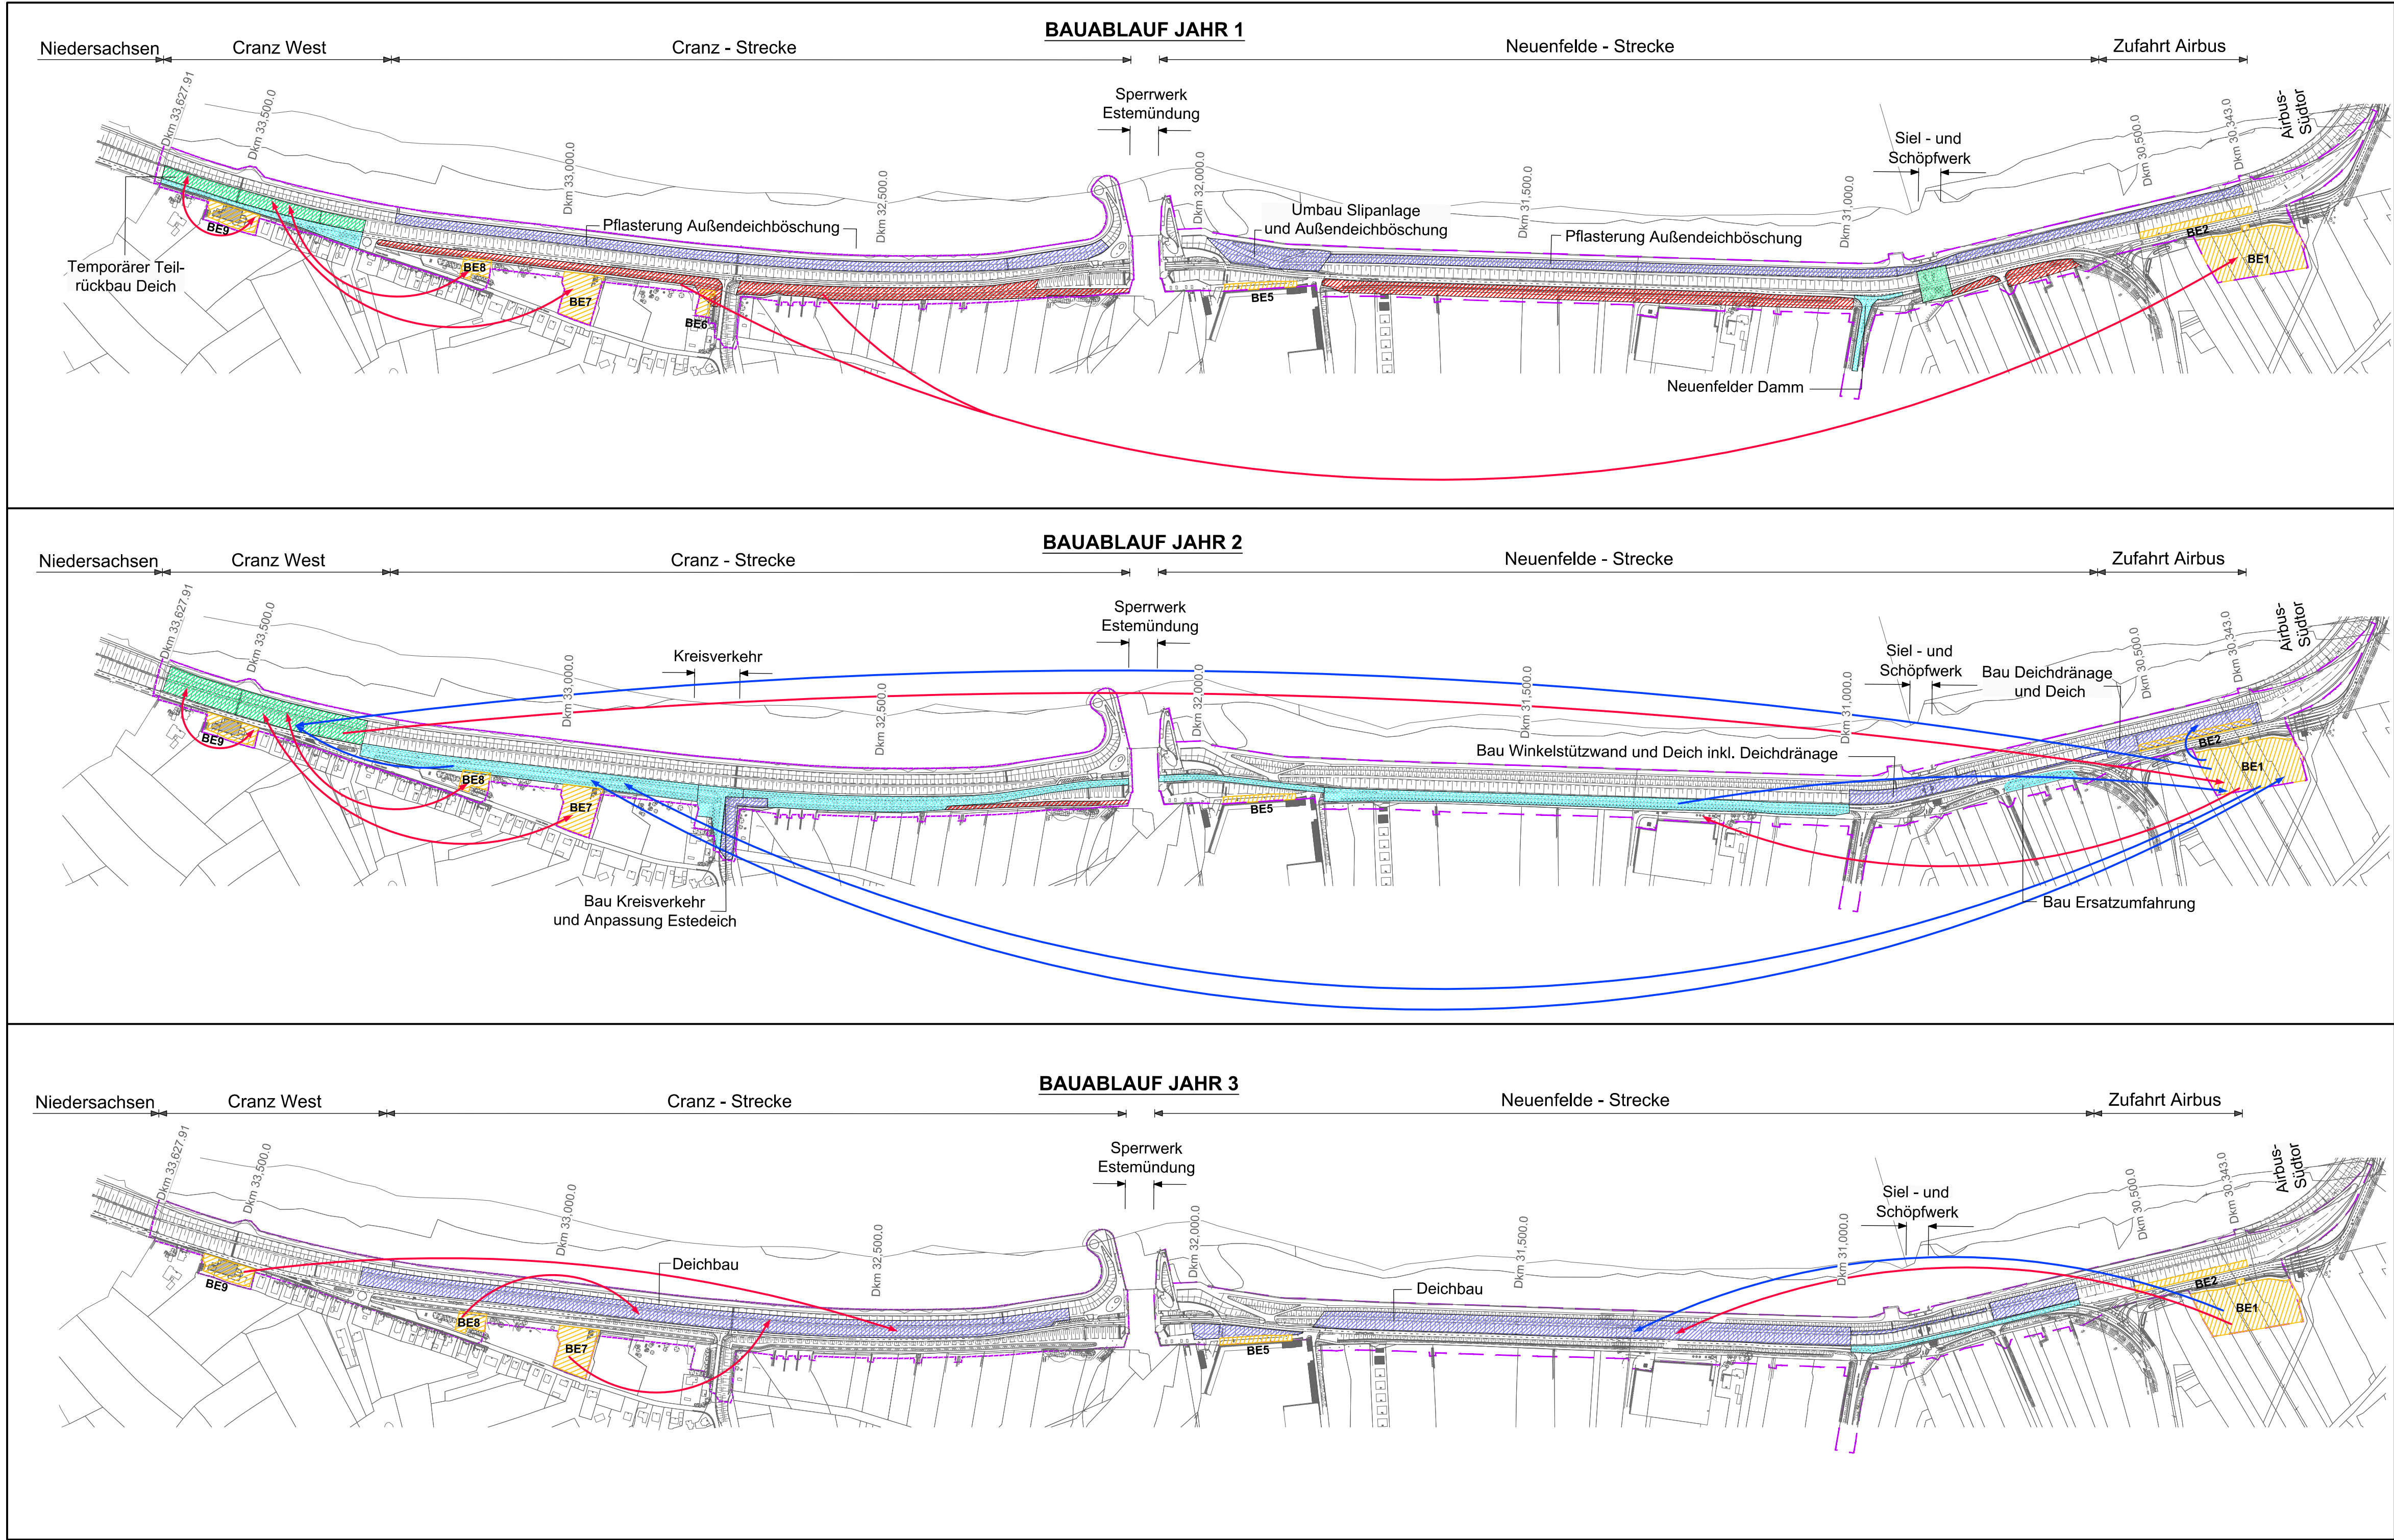 BAUABLAUF JAHR 1
Niedersachsen
Cranz West
Cranz - Strecke
Neuenfelde - Strecke
Zufahrt Airbus
Sperrwerk
Estemündung
Siel - und
Schöpfwerk
Airbus-
Südtor
Dkm 33,627.91
Dkm 33,500.0
Dkm 33,000.0
Dkm 32,500.0
Dkm 32,000.0
Dkm 31,500.0
Dkm 31,000.0
Dkm 30,500.0
Dkm 30,343.0
Pflasterung Außendeichböschung
Umbau Slipanlage
und Außendeichböschung
Pflasterung Außendeichböschung
Temporärer Teil-
rückbau Deich
BE9
BE8
BE7
BE6
BE5
BE2
BE1
Neuenfelder Damm
BAUABLAUF JAHR 2
Niedersachsen
Cranz West
Cranz - Strecke
Neuenfelde - Strecke
Zufahrt Airbus
Sperrwerk
Estemündung
Kreisverkehr
Siel - und
Schöpfwerk
Bau Deichdränage
und Deich
Airbus-
Südtor
Dkm 33,627.91
Dkm 33,500.0
Dkm 33,000.0
Dkm 32,500.0
Dkm 32,000.0
Dkm 31,500.0
Dkm 31,000.0
Dkm 30,500.0
Dkm 30,343.0
Bau Winkelstützwand und Deich inkl. Deichdränage
BE9
BE8
BE7
BE5
BE2
BE1
Bau Kreisverkehr
und Anpassung Estedeich
Bau Ersatzumfahrung
BAUABLAUF JAHR 3
Niedersachsen
Cranz West
Cranz - Strecke
Neuenfelde - Strecke
Zufahrt Airbus
Sperrwerk
Estemündung
Siel - und
Schöpfwerk
Airbus-
Südtor
Dkm 33,627.91
Dkm 33,500.0
Dkm 33,000.0
Dkm 32,500.0
Dkm 32,000.0
Dkm 31,500.0
Dkm 31,000.0
Dkm 30,500.0
Dkm 30,343.0
Deichbau
Deichbau
BE9
BE8
BE7
BE5
BE2
BE1